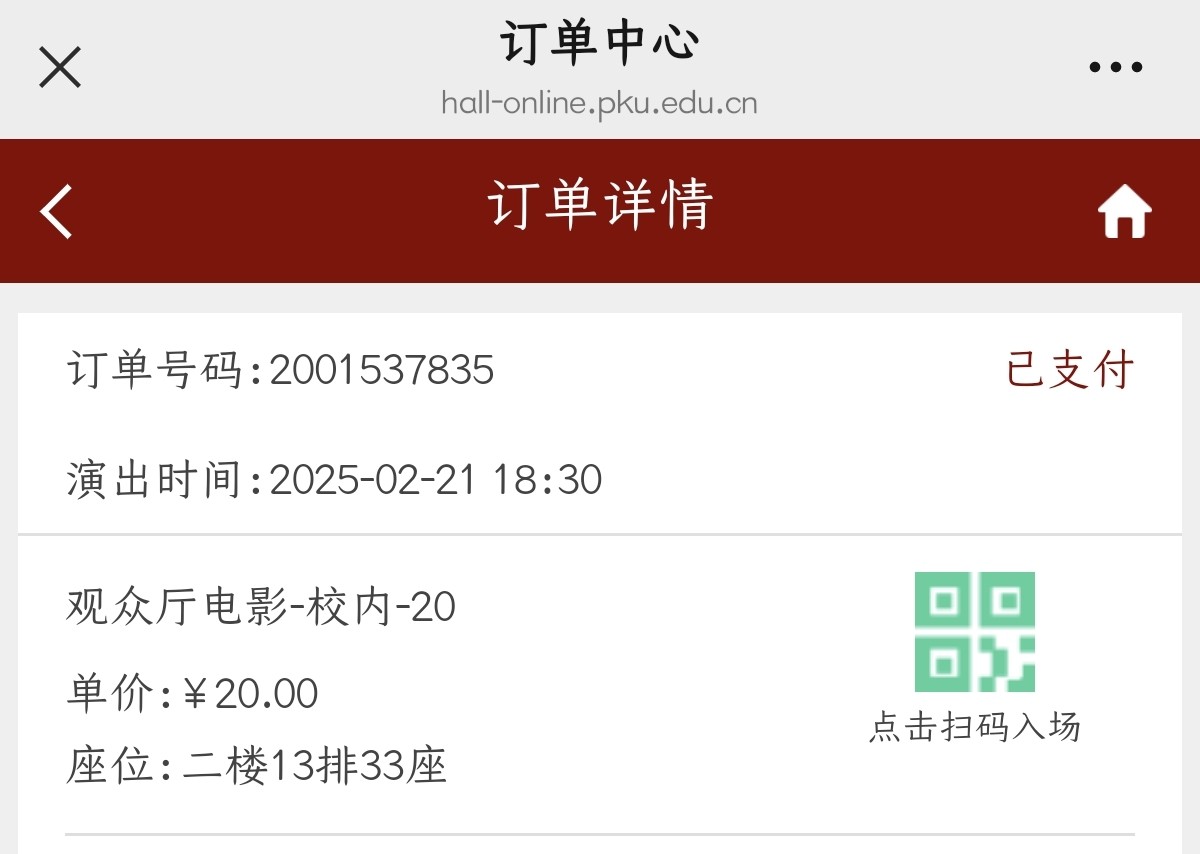 订单中心
hall-online.pku.edu.cn
订单详情
订单号码:2001537835
已支付
演出时间:2025-02-21 18:30
观众厅电影-校内-20
单价:￥20.00
座位:二楼13排33座
点击扫码入场